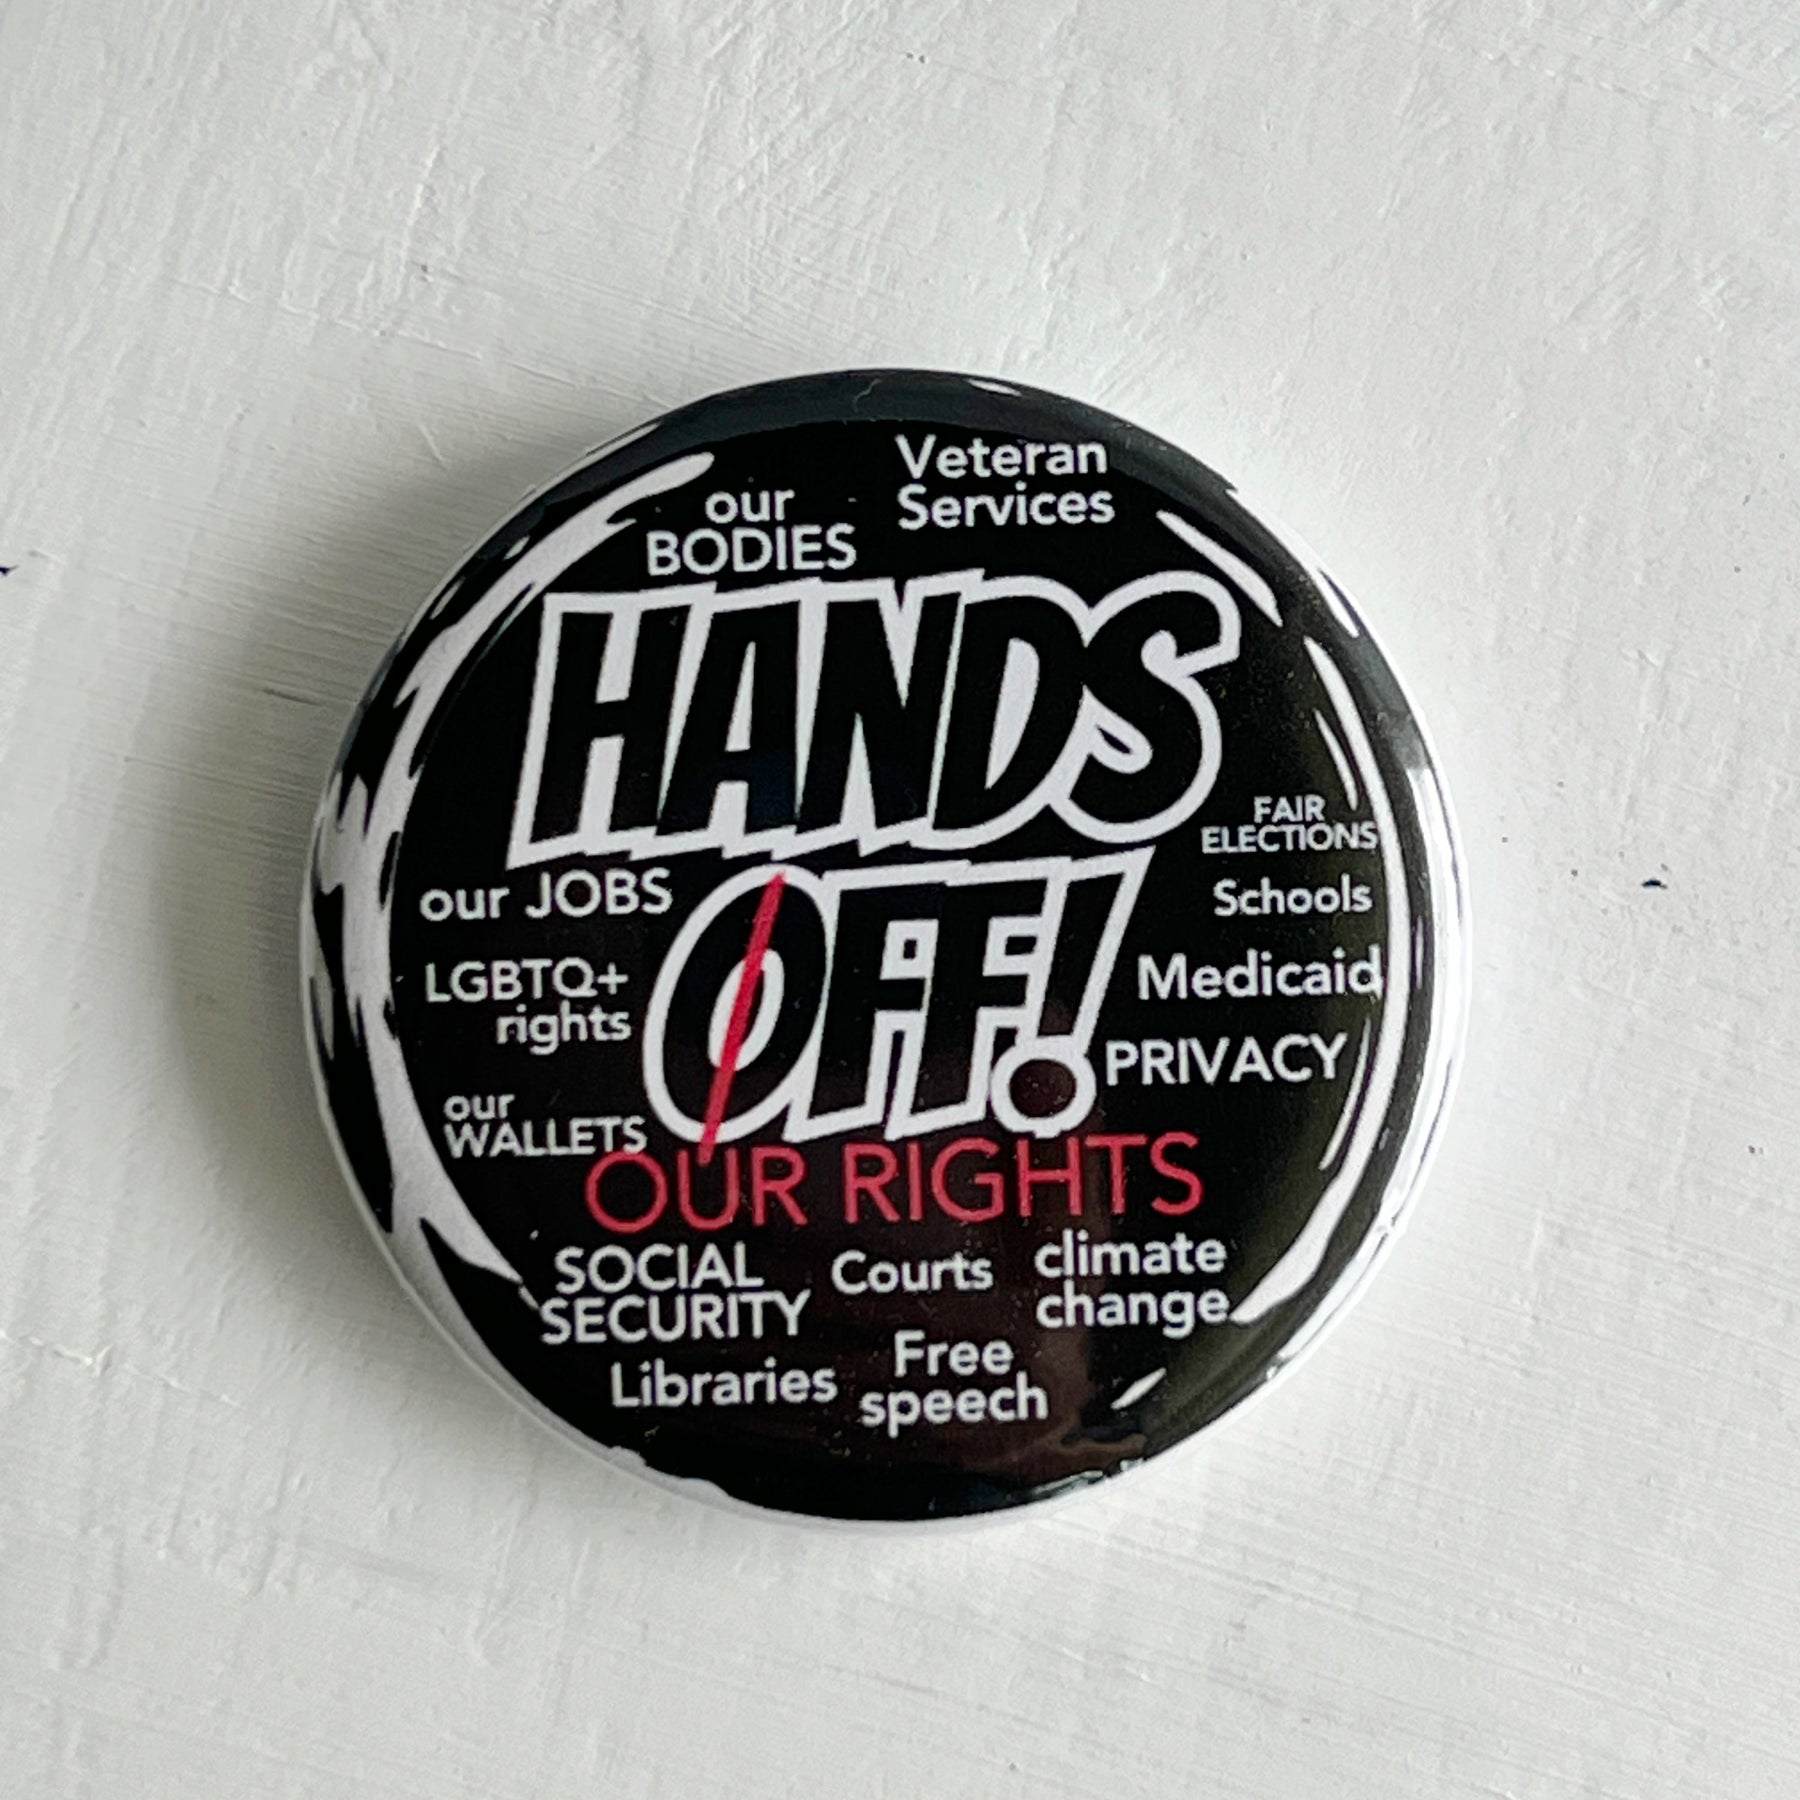 Veteran
Services
our
BODIES
HANDS
OFF!
FAIR
ELECTIONS
our JOBS
Schools
LGBTQ+
rights
Medicaid
PRIVACY
our
WALLETS
OUR RIGHTS
SOCIAL
SECURITY
Courts
climate
change
Libraries
Free
speech